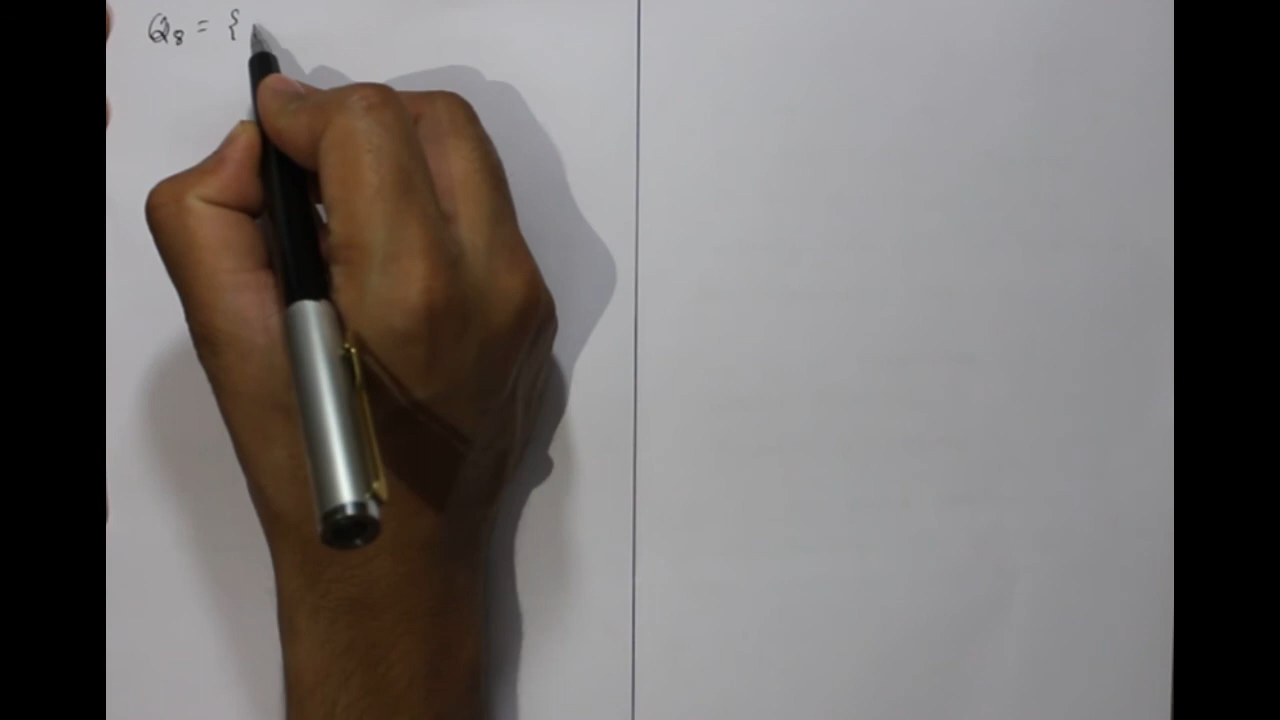 Q₈ = {